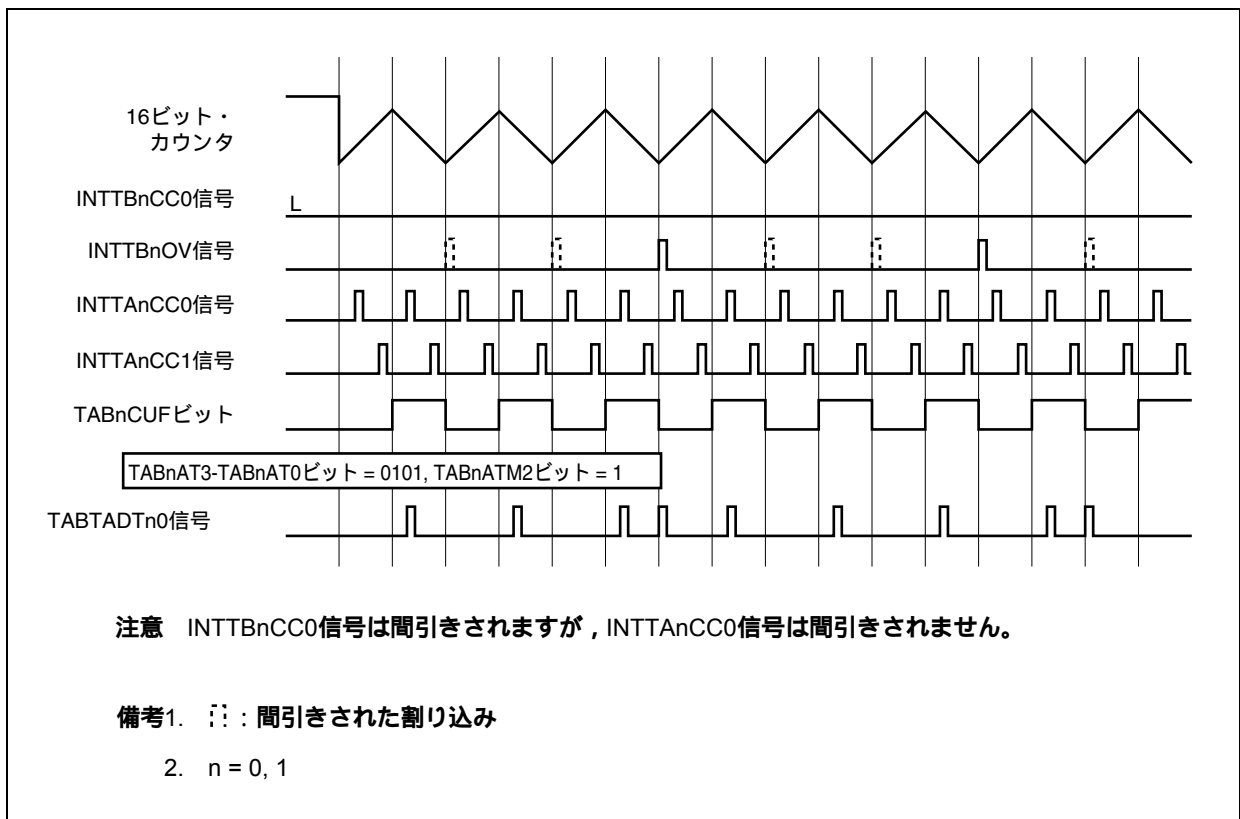 16ビット・
カウンタ
INTTBnCC0信号
L
INTTBnOV信号
INTTAnCC0信号
INTTAnCC1信号
TABnCUFビット
TABnAT3-TABnAT0ビット = 0101, TABnATM2ビット = 1
TABTADTn0信号
注意 INTTBnCC0信号は間引きされますが，INTTAnCC0信号は間引きされません。
備考1. ：間引きされた割り込み
2. n = 0, 1